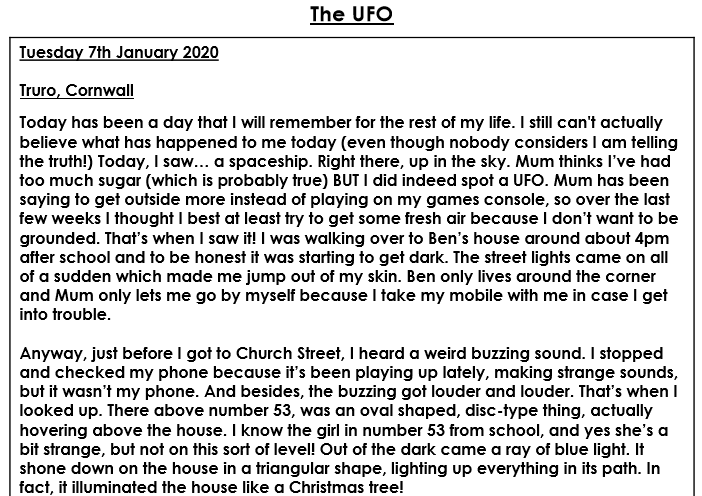 The UFO
Tuesday 7th January 2020
Truro, Cornwall
Today has been a day that I will remember for the rest of my life. I still can't actually
believe what has happened to me today (even though nobody considers I am telling
the truth!) Today, I saw... a spaceship. Right there, up in the sky. Mum thinks I've had
too much sugar (which is probably true) BUT I did indeed spot a UFO. Mum has been
saying to get outside more instead of playing on my games console, so over the last
few weeks I thought I best at least try to get some fresh air because I don't want to be
grounded. That's when I saw it! I was walking over to Ben's house around about 4pm
after school and to be honest it was starting to get dark. The street lights came on all
of a sudden which made me jump out of my skin. Ben only lives around the corner
and Mum only lets me go by myself because I take my mobile with me in case I get
into trouble.
Anyway, just before I got to Church Street, I heard a weird buzzing sound. I stopped
and checked my phone because it's been playing up lately, making strange sounds,
but it wasn't my phone. And besides, the buzzing got louder and louder. That's when I
looked up. There above number 53, was an oval shaped, disc-type thing, actually
hovering above the house. I know the girl in number 53 from school, and yes she's a
bit strange, but not on this sort of level! Out of the dark came a ray of blue light. It
shone down on the house in a triangular shape, lighting up everything in its path. In
fact, it illuminated the house like a Christmas tree!